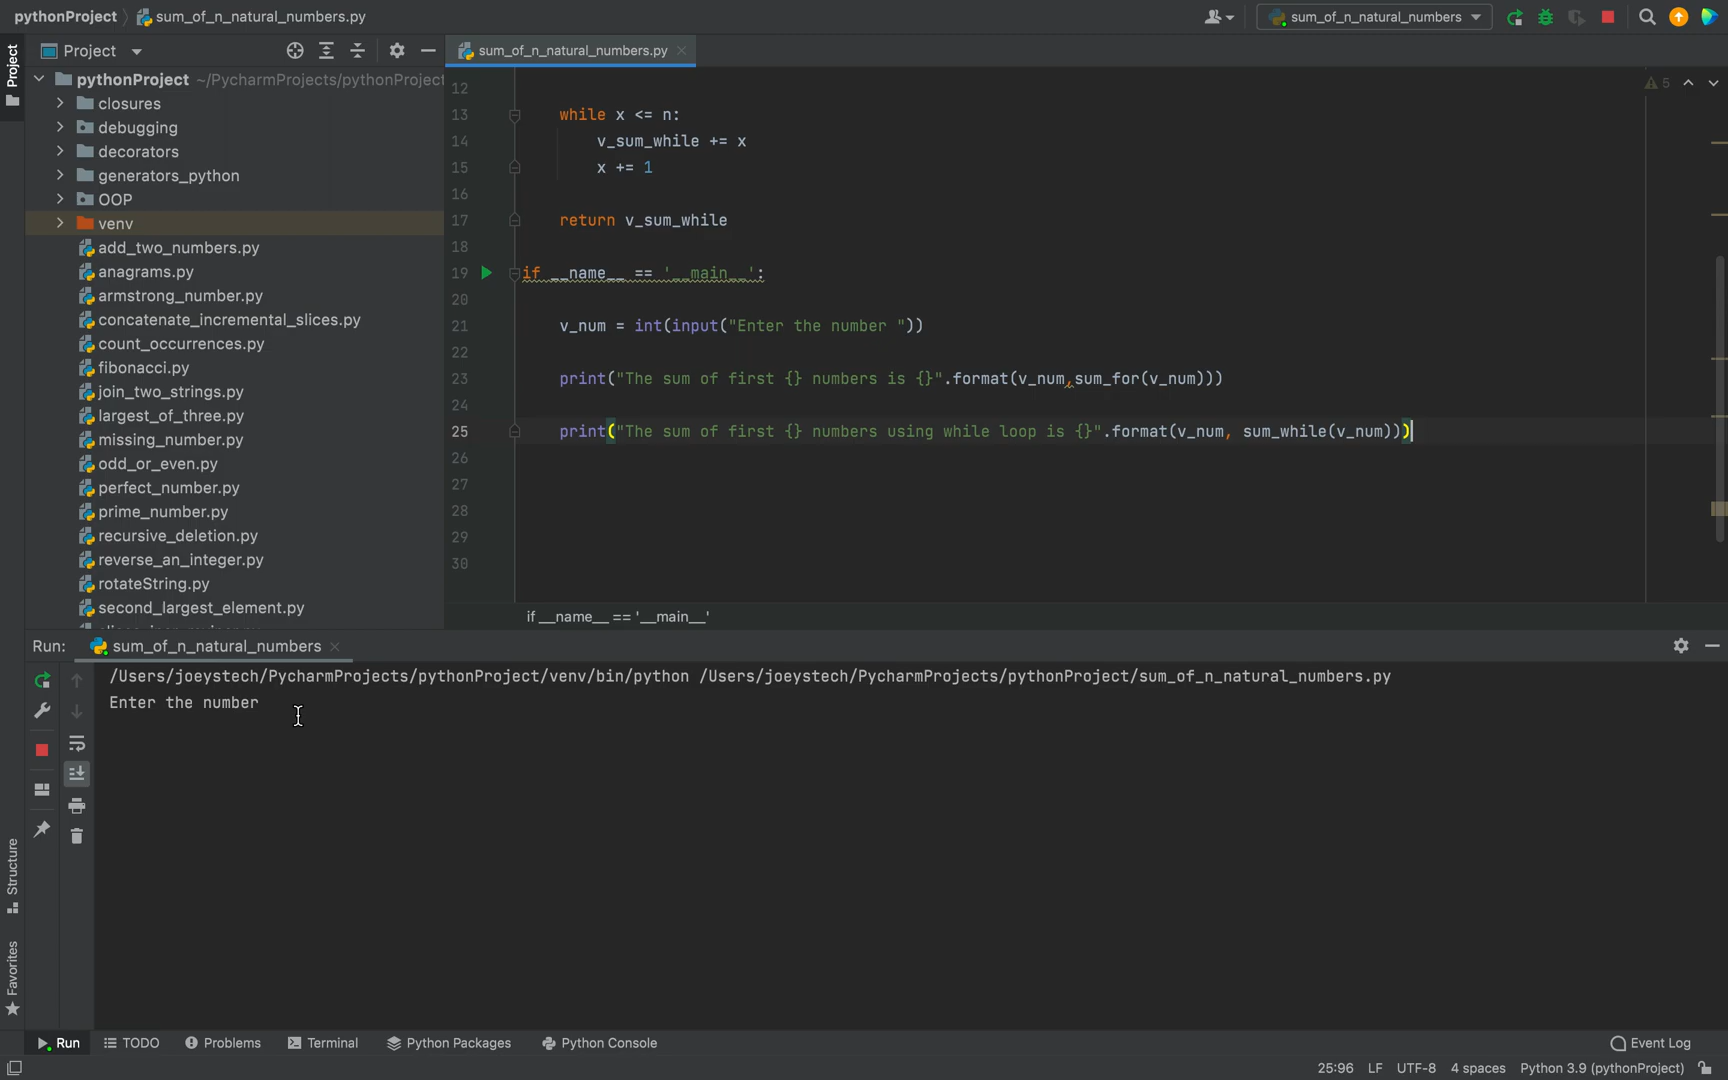 pythonProject
sum_of_n_natural_numbers.py
sum_of_n_natural_numbers
Project
Project
pythonProject ~/PycharmProjects/pythonProject
closures
debugging
decorators
generators_python
OOP
venv
add_two_numbers.py
anagrams.py
armstrong_number.py
concatenate_incremental_slices.py
count_occurrences.py
fibonacci.py
join_two_strings.py
largest_of_three.py
missing_number.py
odd_or_even.py
perfect_number.py
prime_number.py
recursive_deletion.py
reverse_an_integer.py
rotateString.py
second_largest_element.py
sum_of_n_natural_numbers.py
5
12
13 while x <= n:
14 v_sum_while += x
15 x += 1
16
17 return v_sum_while
18
19 if __name__ == '__main__':
20
21 v_num = int(input("Enter the number "))
22
23 print("The sum of first {} numbers is {}".format(v_num,sum_for(v_num)))
24
25 print("The sum of first {} numbers using while loop is {}".format(v_num, sum_while(v_num)))
26
27
28
29
30
if __name__ == '__main__'
Run: sum_of_n_natural_numbers
/Users/joeystech/PycharmProjects/pythonProject/venv/bin/python /Users/joeystech/PycharmProjects/pythonProject/sum_of_n_natural_numbers.py
Enter the number
Structure
Favorites
Run TODO Problems Terminal Python Packages Python Console Event Log
25:96 LF UTF-8 4 spaces Python 3.9 (pythonProject)